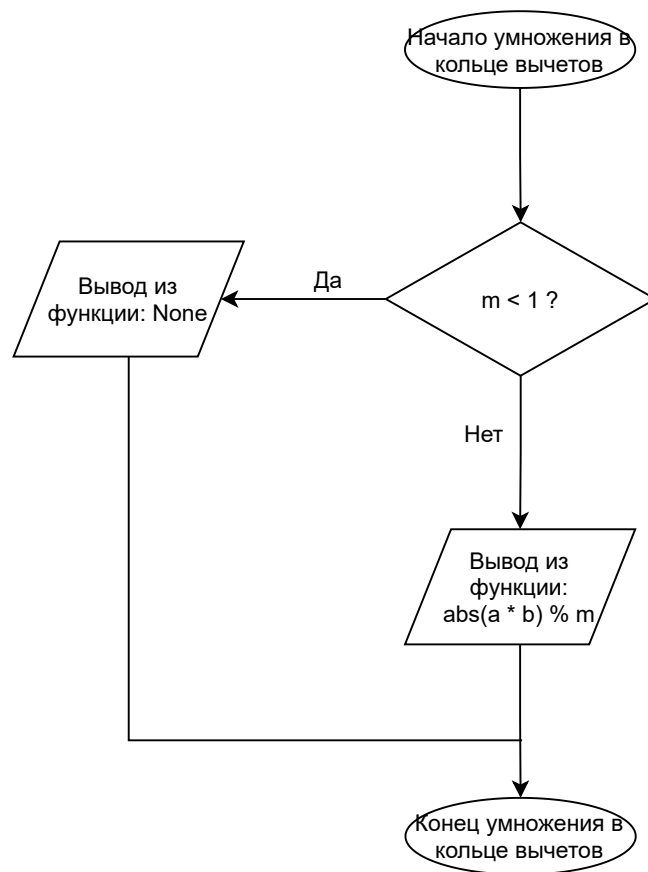 Начало умножения в
кольце вычетов
m < 1 ?
Да
Вывод из
функции: None
Нет
Вывод из
функции:
abs(a * b) % m
Конец умножения в
кольце вычетов